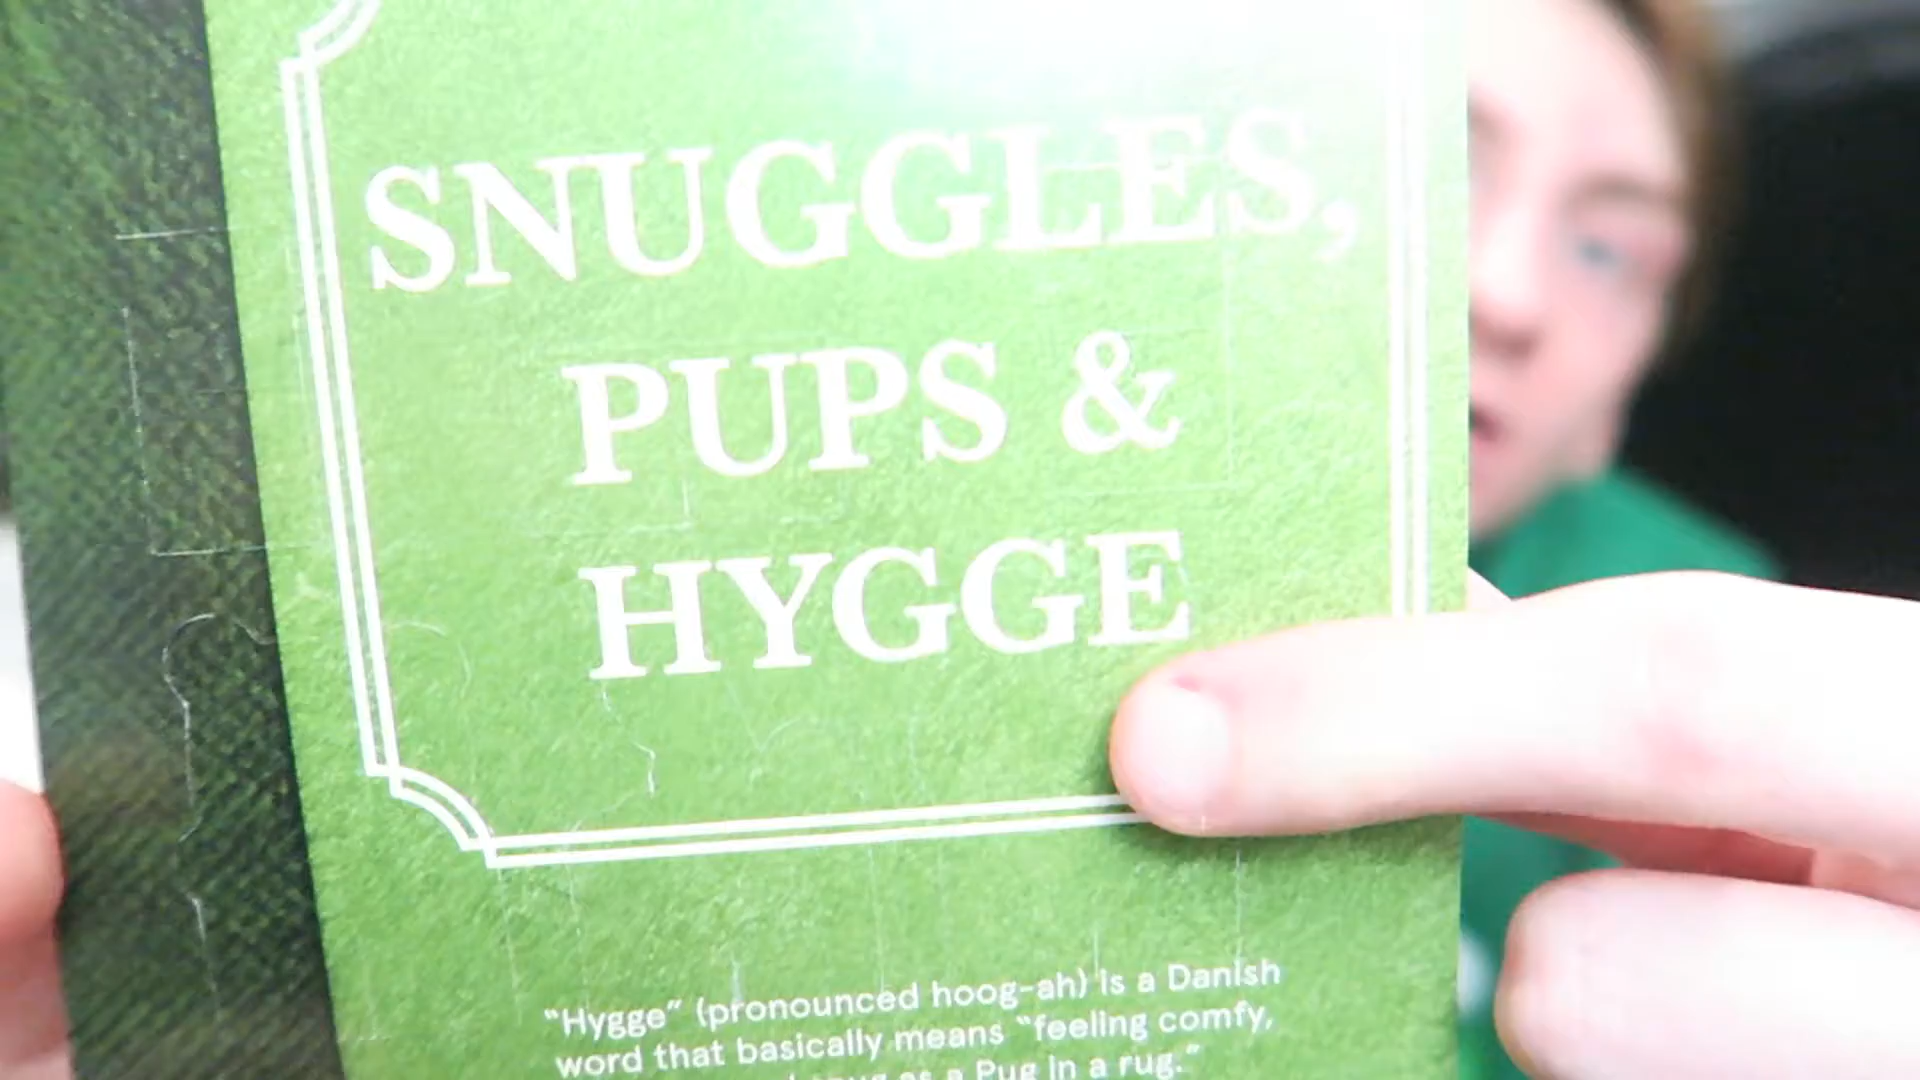 SNUGGLES,
PUPS &
HYGGE
“Hygge” (pronounced hoog-ah) is a Danish
word that basically means “feeling comfy,
as a Pug in a rug.”